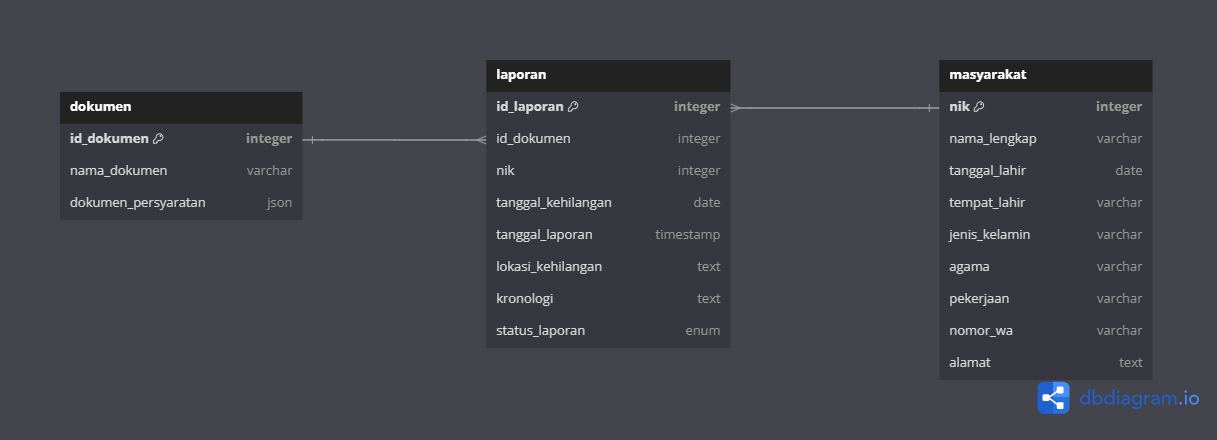 dokumen
id_dokumen integer
nama_dokumen varchar
dokumen_persyaratan json
laporan
id_laporan integer
id_dokumen integer
nik integer
tanggal_kehilangan date
tanggal_laporan timestamp
lokasi_kehilangan text
kronologi text
status_laporan enum
masyarakat
nik integer
nama_lengkap varchar
tanggal_lahir date
tempat_lahir varchar
jenis_kelamin varchar
agama varchar
pekerjaan varchar
nomor_wa varchar
alamat text
dbdiagram.io